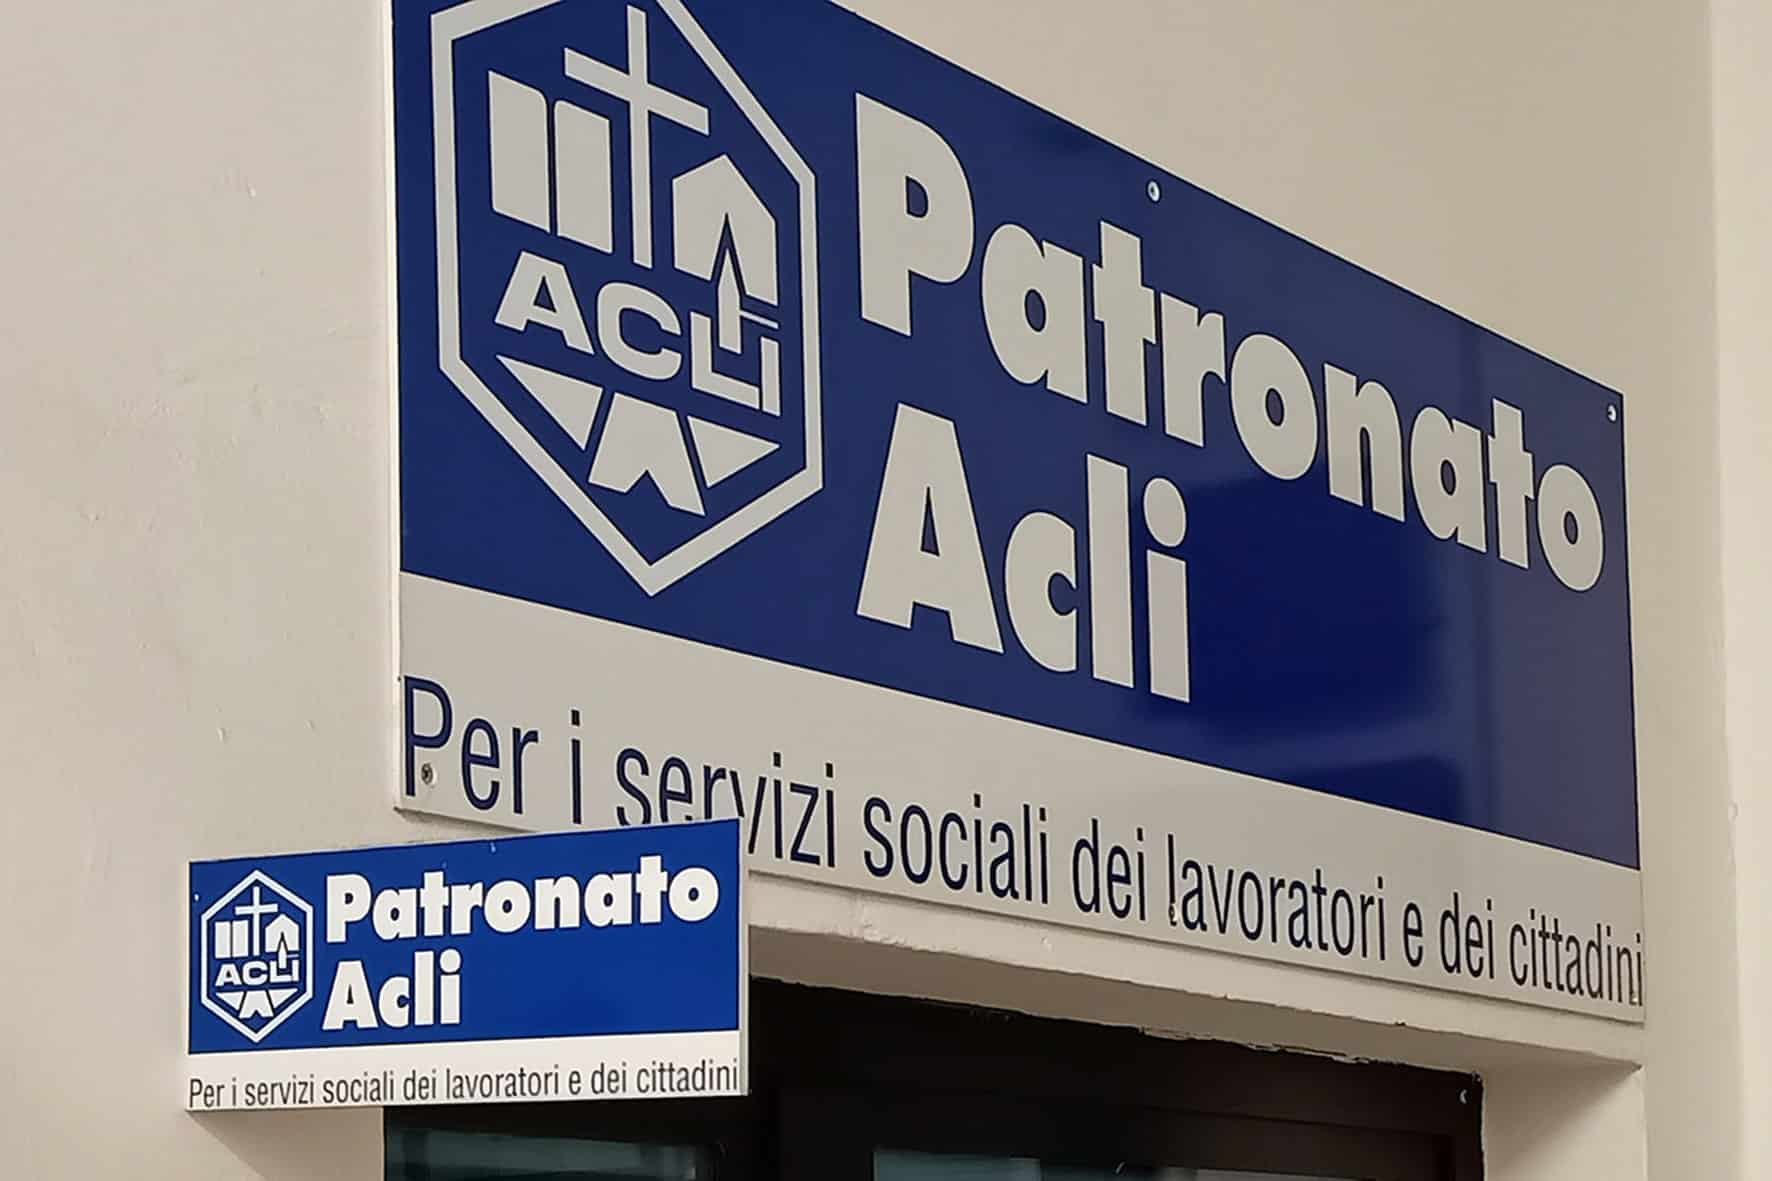 ACLI
Patronato
Acli
Per i servizi sociali dei lavoratori e dei cittadini
ACLI
Patronato
Acli
Per i servizi sociali dei lavoratori e dei cittadini